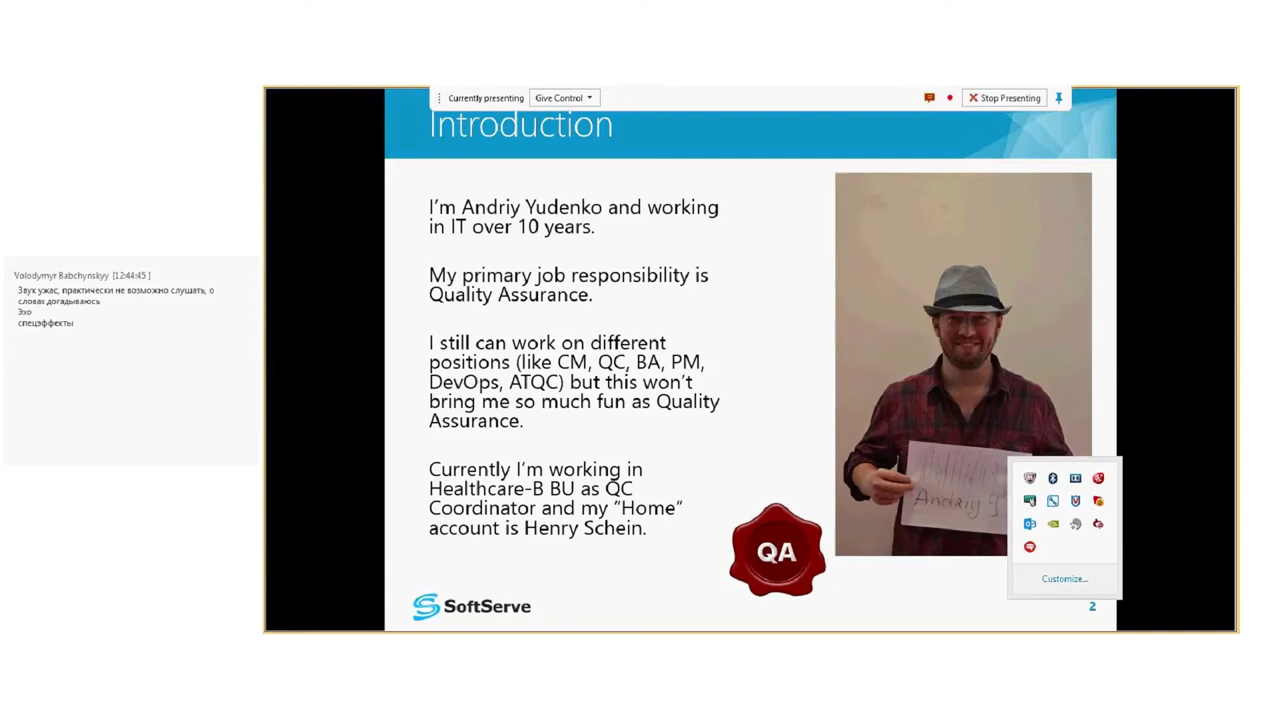 Currently presenting
Give Control
Stop Presenting
Introduction
I'm Andriy Yudenko and working
in IT over 10 years.
My primary job responsibility is
Quality Assurance.
I still can work on different
positions (like CM, QC, BA, PM,
DevOps, ATQC) but this won't
bring me so much fun as Quality
Assurance.
Currently I'm working in
Healthcare-B BU as QC
Coordinator and my "Home"
account is Henry Schein.
Volodymyr Babchynskyy [12:44:45 ]
Звук ужас, практически не возможно слушать, о
словах догадываюсь
Эхо
спецэффекты
Andriy Y
QA
Customize...
SoftServe
2